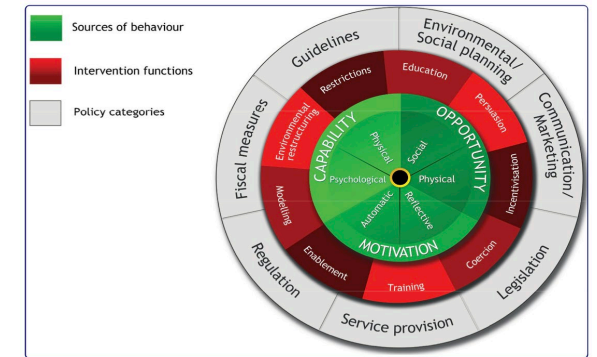 Sources of behaviour
Intervention functions
Policy categories
Guidelines
Environmental/
Social planning
Communication/
Marketing
Legislation
Service provision
Regulation
Fiscal measures
Restrictions
Education
Persuasion
Incentivisation
Coercion
Training
Enablement
Modelling
Environmental
restructuring
CAPABILITY
OPPORTUNITY
MOTIVATION
Physical
Social
Psychological
Physical
Automatic
Reflective